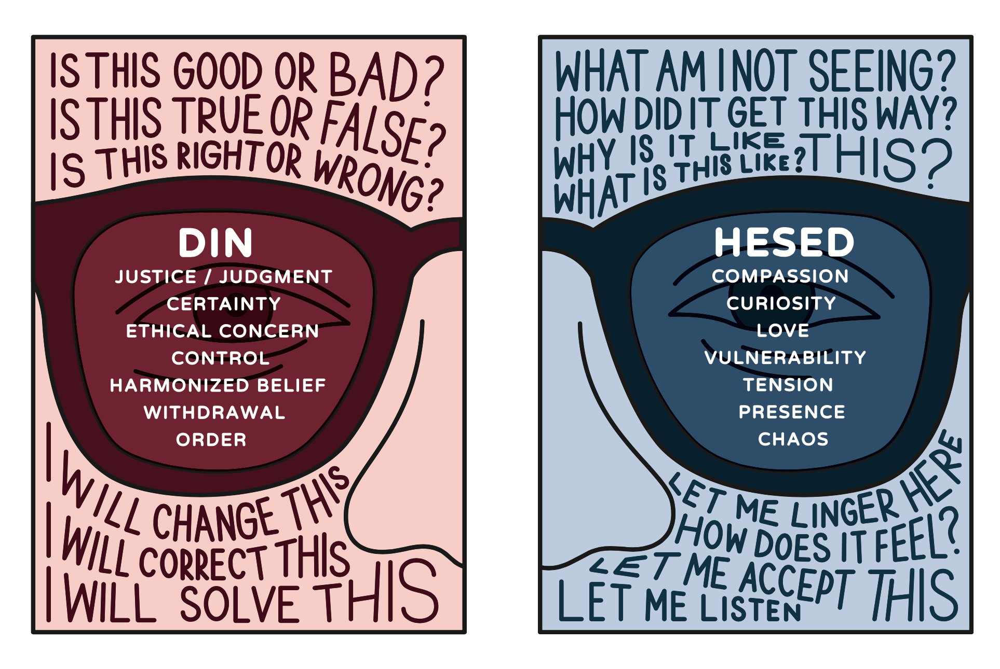 IS THIS GOOD OR BAD?
IS THIS TRUE OR FALSE?
IS THIS RIGHT OR WRONG?
DIN
JUSTICE / JUDGMENT
CERTAINTY
ETHICAL CONCERN
CONTROL
HARMONIZED BELIEF
WITHDRAWAL
ORDER
I WILL CHANGE THIS
I WILL CORRECT THIS
I WILL SOLVE THIS
WHAT AM I NOT SEEING?
HOW DID IT GET THIS WAY?
WHY IS IT LIKE THIS?
WHAT IS THIS LIKE?
HESED
COMPASSION
CURIOSITY
LOVE
VULNERABILITY
TENSION
PRESENCE
CHAOS
LET ME LINGER HERE
HOW DOES IT FEEL?
LET ME ACCEPT THIS
LET ME LISTEN